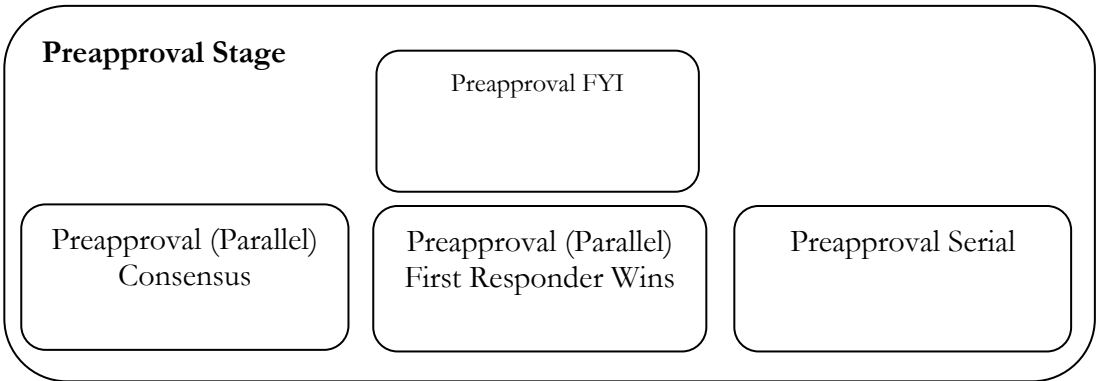 Preapproval Stage
Preapproval FYI
Preapproval (Parallel)
Consensus
Preapproval (Parallel)
First Responder Wins
Preapproval Serial